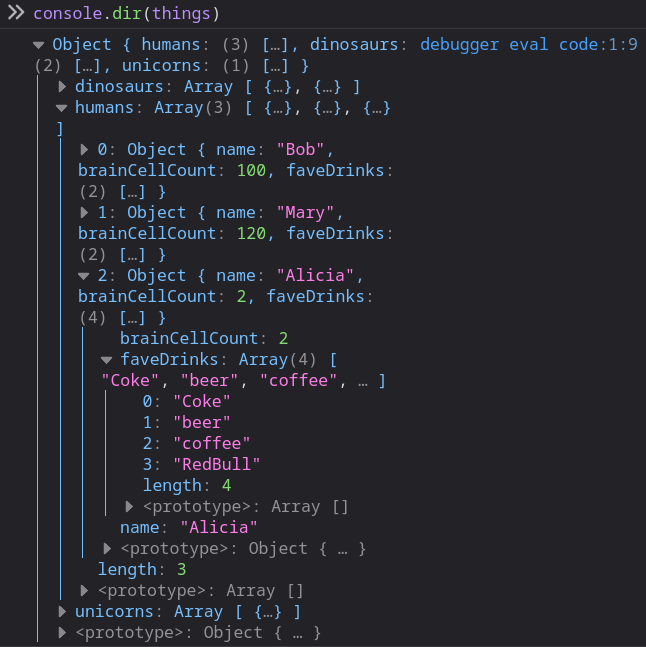 console.dir(things)
Object { humans: (3) […], dinosaurs: debugger eval code:1:9
(2) […], unicorns: (1) […] }
dinosaurs: Array [ {…}, {…} ]
humans: Array(3) [ {…}, {…}, {…}
]
0: Object { name: "Bob",
brainCellCount: 100, faveDrinks:
(2) […] }
1: Object { name: "Mary",
brainCellCount: 120, faveDrinks:
(2) […] }
2: Object { name: "Alicia",
brainCellCount: 2, faveDrinks:
(4) […] }
brainCellCount: 2
faveDrinks: Array(4) [
"Coke", "beer", "coffee", … ]
0: "Coke"
1: "beer"
2: "coffee"
3: "RedBull"
length: 4
<prototype>: Array []
name: "Alicia"
<prototype>: Object { … }
length: 3
<prototype>: Array []
unicorns: Array [ {…} ]
<prototype>: Object { … }